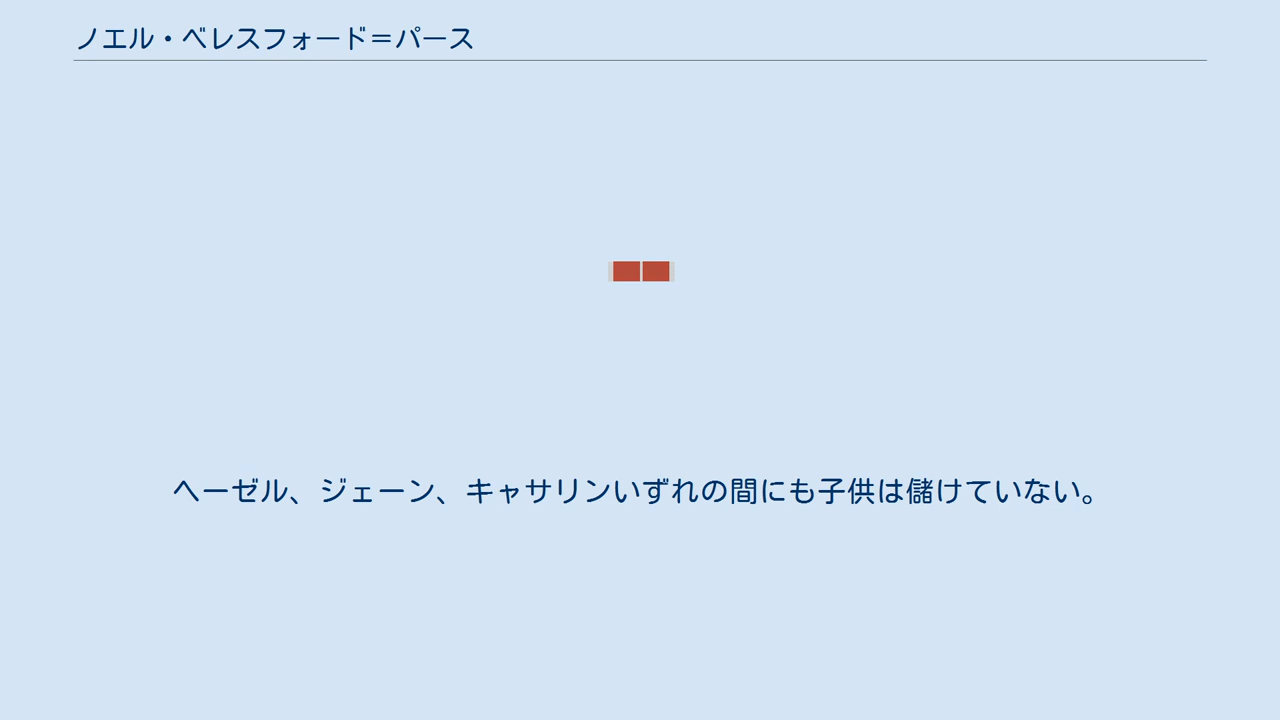 ノエル・ベレスフォード＝パース
ヘーゼル、ジェーン、キャサリンいずれの間にも子供は儲けていない。